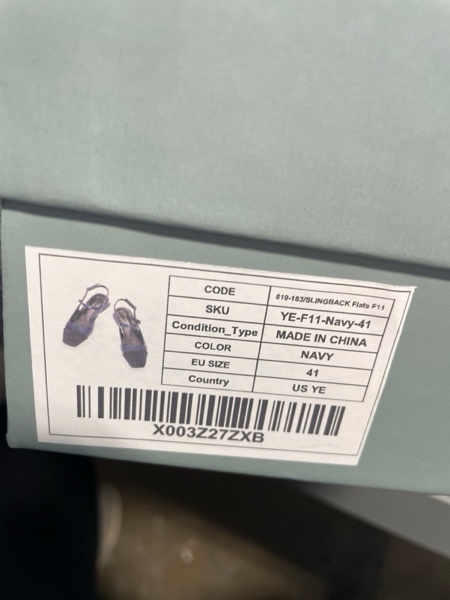 CODE 819-183/SLINGBACK Flats F11
SKU YE-F11-Navy-41
Condition_Type MADE IN CHINA
COLOR NAVY
EU SIZE 41
Country US YE
X003Z27ZXB